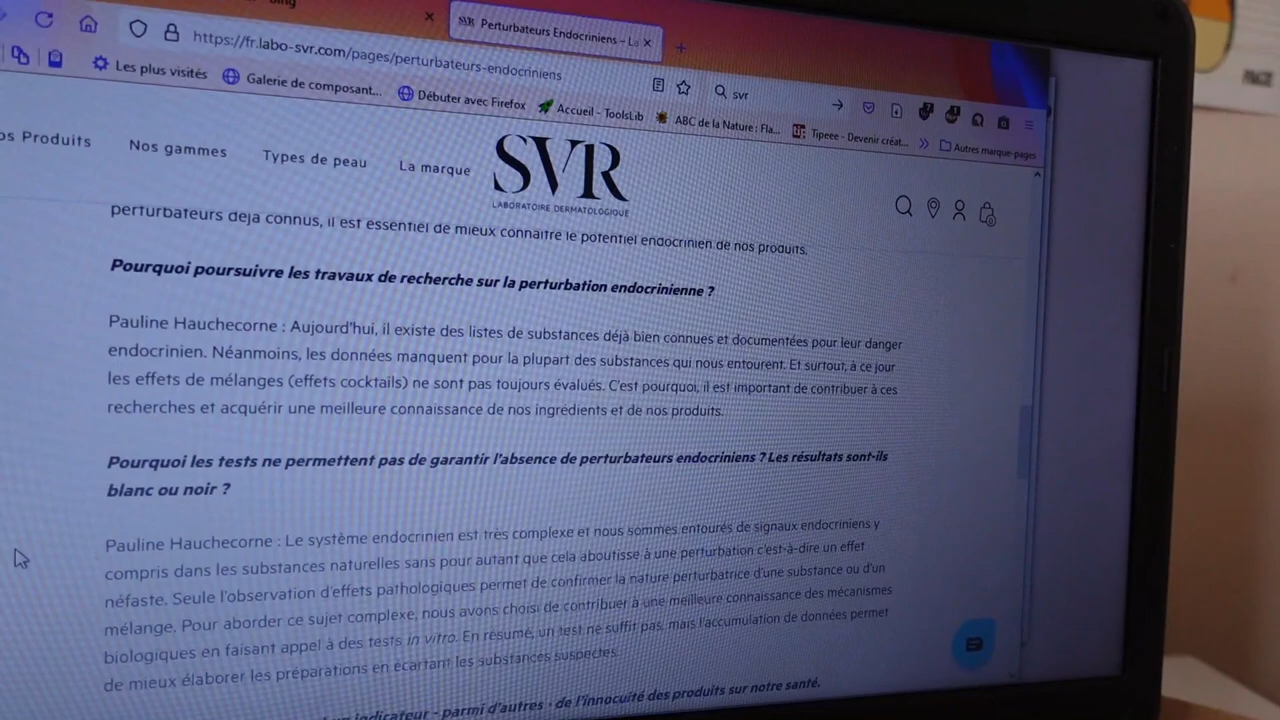 Perturbateurs Endocriniens – La
https://fr.labo-svr.com/pages/perturbateurs-endocriniens
svr
Les plus visités
Galerie de composant...
Débuter avec Firefox
Accueil - ToolsLib
ABC de la Nature : Fla...
Tipeee - Devenir créat...
Autres marque-pages
os Produits
Nos gammes
Types de peau
La marque
SVR
LABORATOIRE DERMATOLOGIQUE
perturbateurs déjà connus, il est essentiel de mieux connaître le potentiel endocrinien de nos produits.
Pourquoi poursuivre les travaux de recherche sur la perturbation endocrinienne ?
Pauline Hauchecorne : Aujourd'hui, il existe des listes de substances déjà bien connues et documentées pour leur danger
endocrinien. Néanmoins, les données manquent pour la plupart des substances qui nous entourent. Et surtout, à ce jour
les effets de mélanges (effets cocktails) ne sont pas toujours évalués. C'est pourquoi, il est important de contribuer à ces
recherches et acquérir une meilleure connaissance de nos ingrédients et de nos produits.
Pourquoi les tests ne permettent pas de garantir l'absence de perturbateurs endocriniens ? Les résultats sont-ils
blanc ou noir ?
Pauline Hauchecorne : Le système endocrinien est très complexe et nous sommes entourés de signaux endocriniens y
compris dans les substances naturelles sans pour autant que cela aboutisse à une perturbation c'est-à-dire un effet
néfaste. Seule l'observation d'effets pathologiques permet de confirmer la nature perturbatrice d'une substance ou d'un
mélange. Pour aborder ce sujet complexe, nous avons choisi de contribuer à une meilleure connaissance des mécanismes
biologiques en faisant appel à des tests in vitro. En résumé, un test ne suffit pas, mais l'accumulation de données permet
de mieux élaborer les préparations en écartant les substances suspectes.
indicateur - parmi d'autres - de l'innocuité des produits sur notre santé.